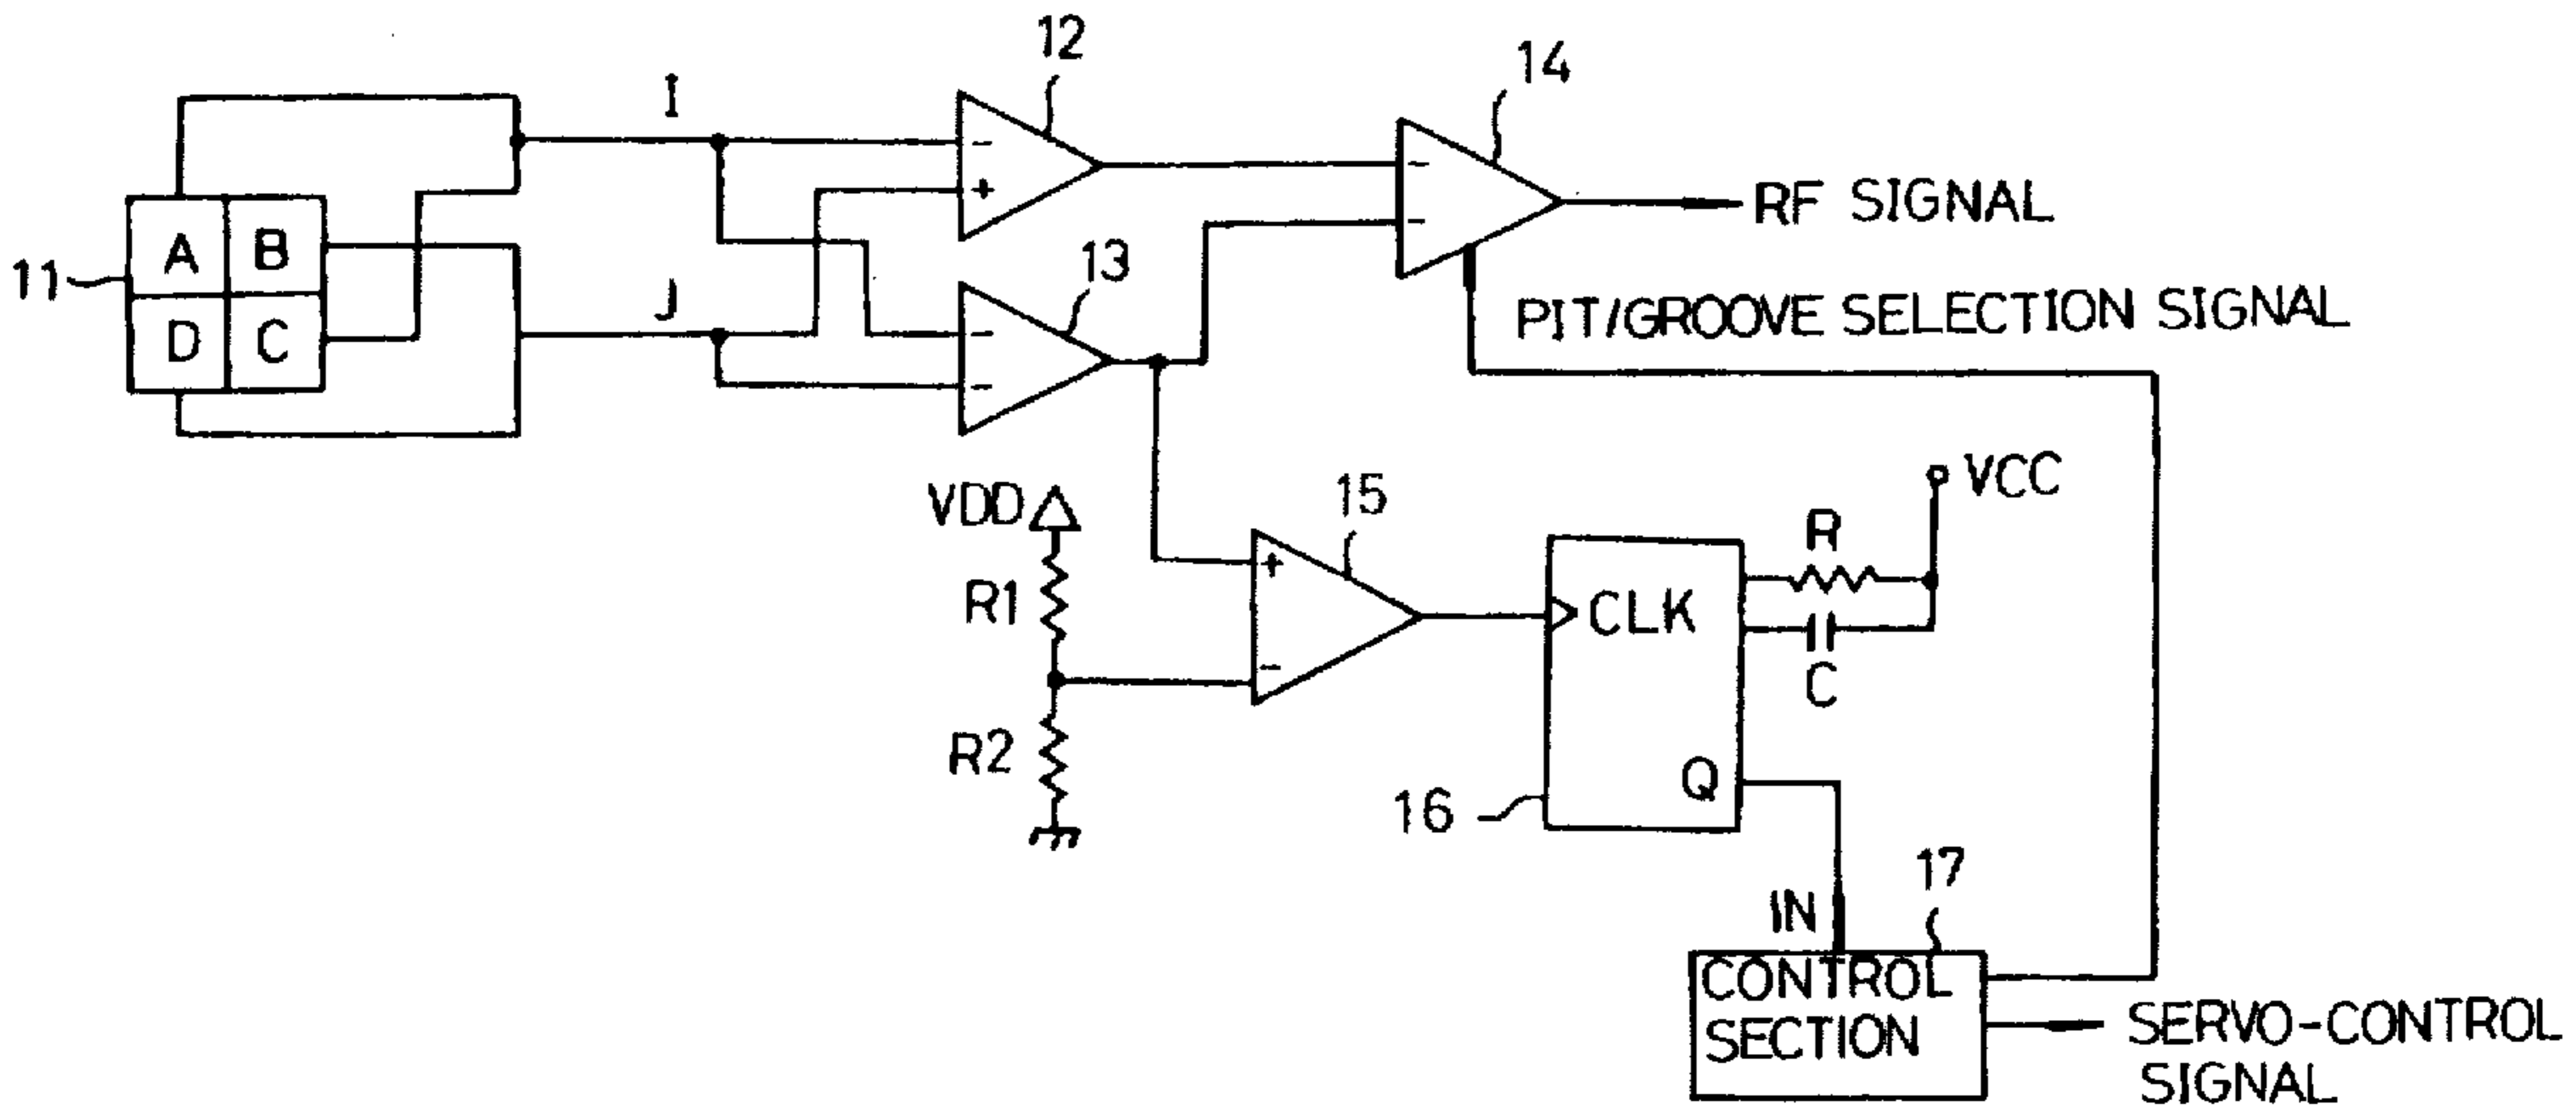 12
14
I
-
+
-
-
RF SIGNAL
A B
11
D C
J
13
-
-
PIT/GROOVE SELECTION SIGNAL
VDD
15
VCC
R1
+
-
R
CLK
C
R2
Q
16
17
IN
CONTROL
SECTION
SERVO-CONTROL
SIGNAL